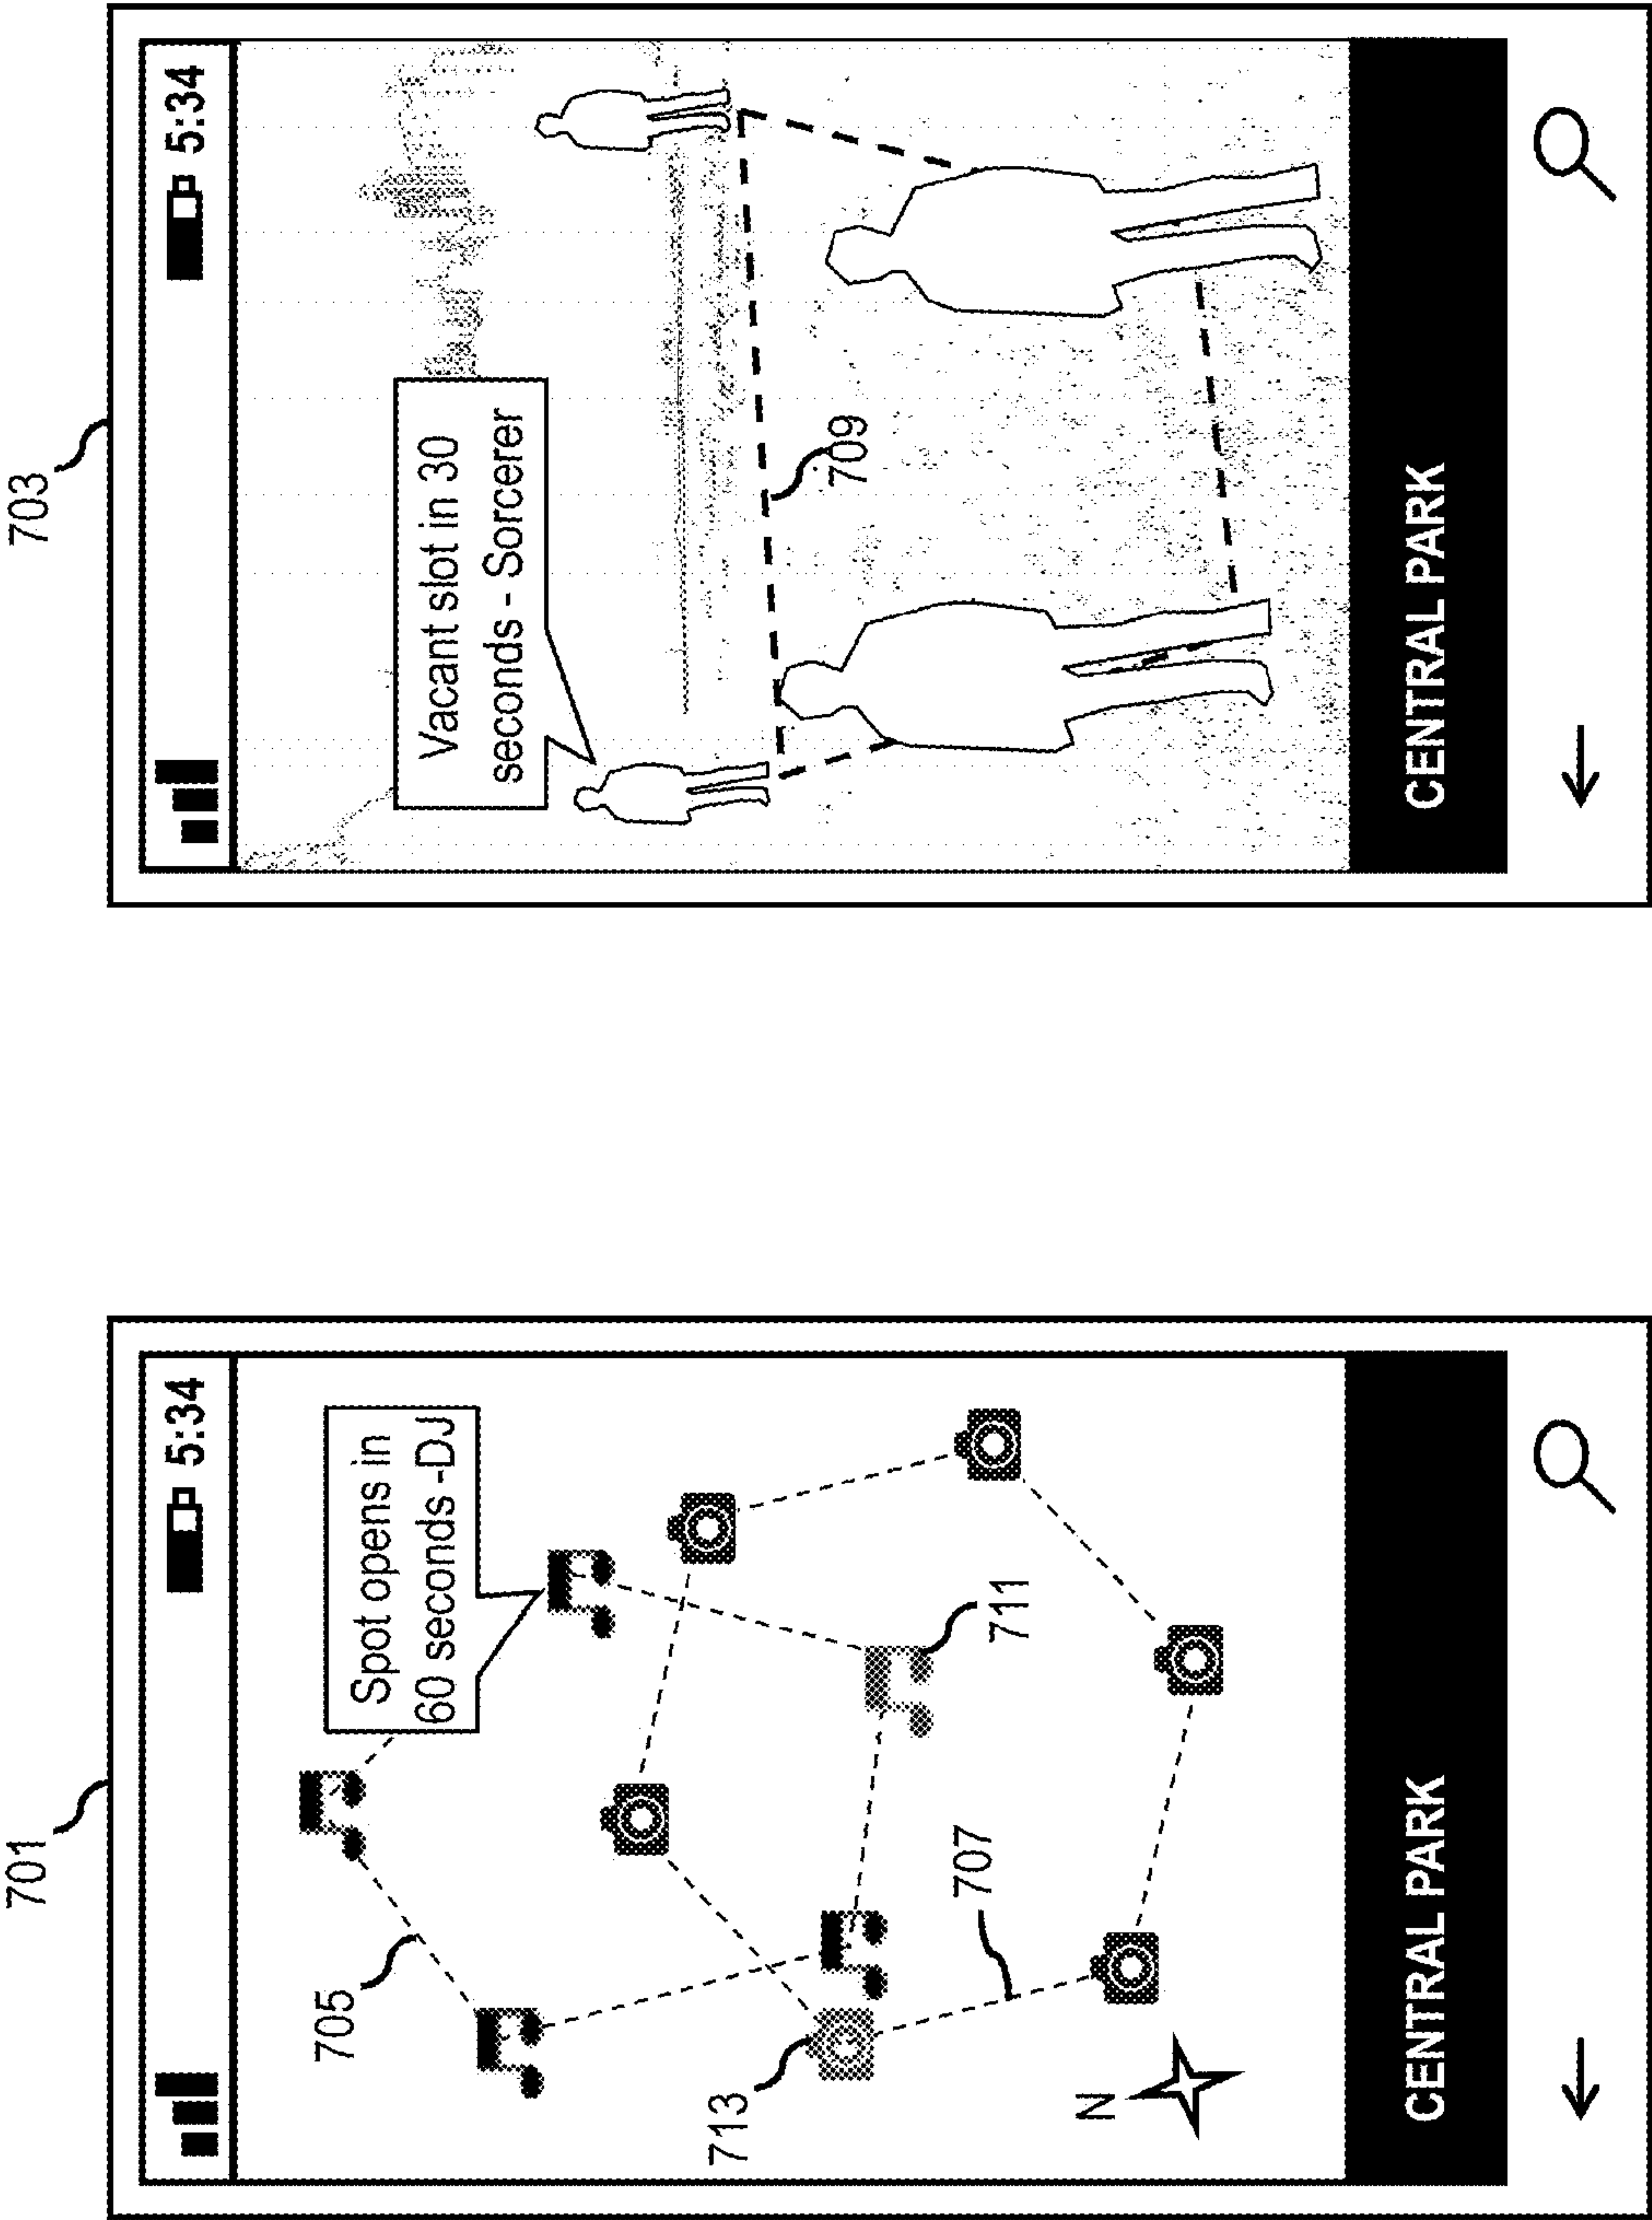 701
5:34
Spot opens in
60 seconds -DJ
705
711
707
713
N
CENTRAL PARK
703
5:34
Vacant slot in 30
seconds - Sorcerer
709
CENTRAL PARK